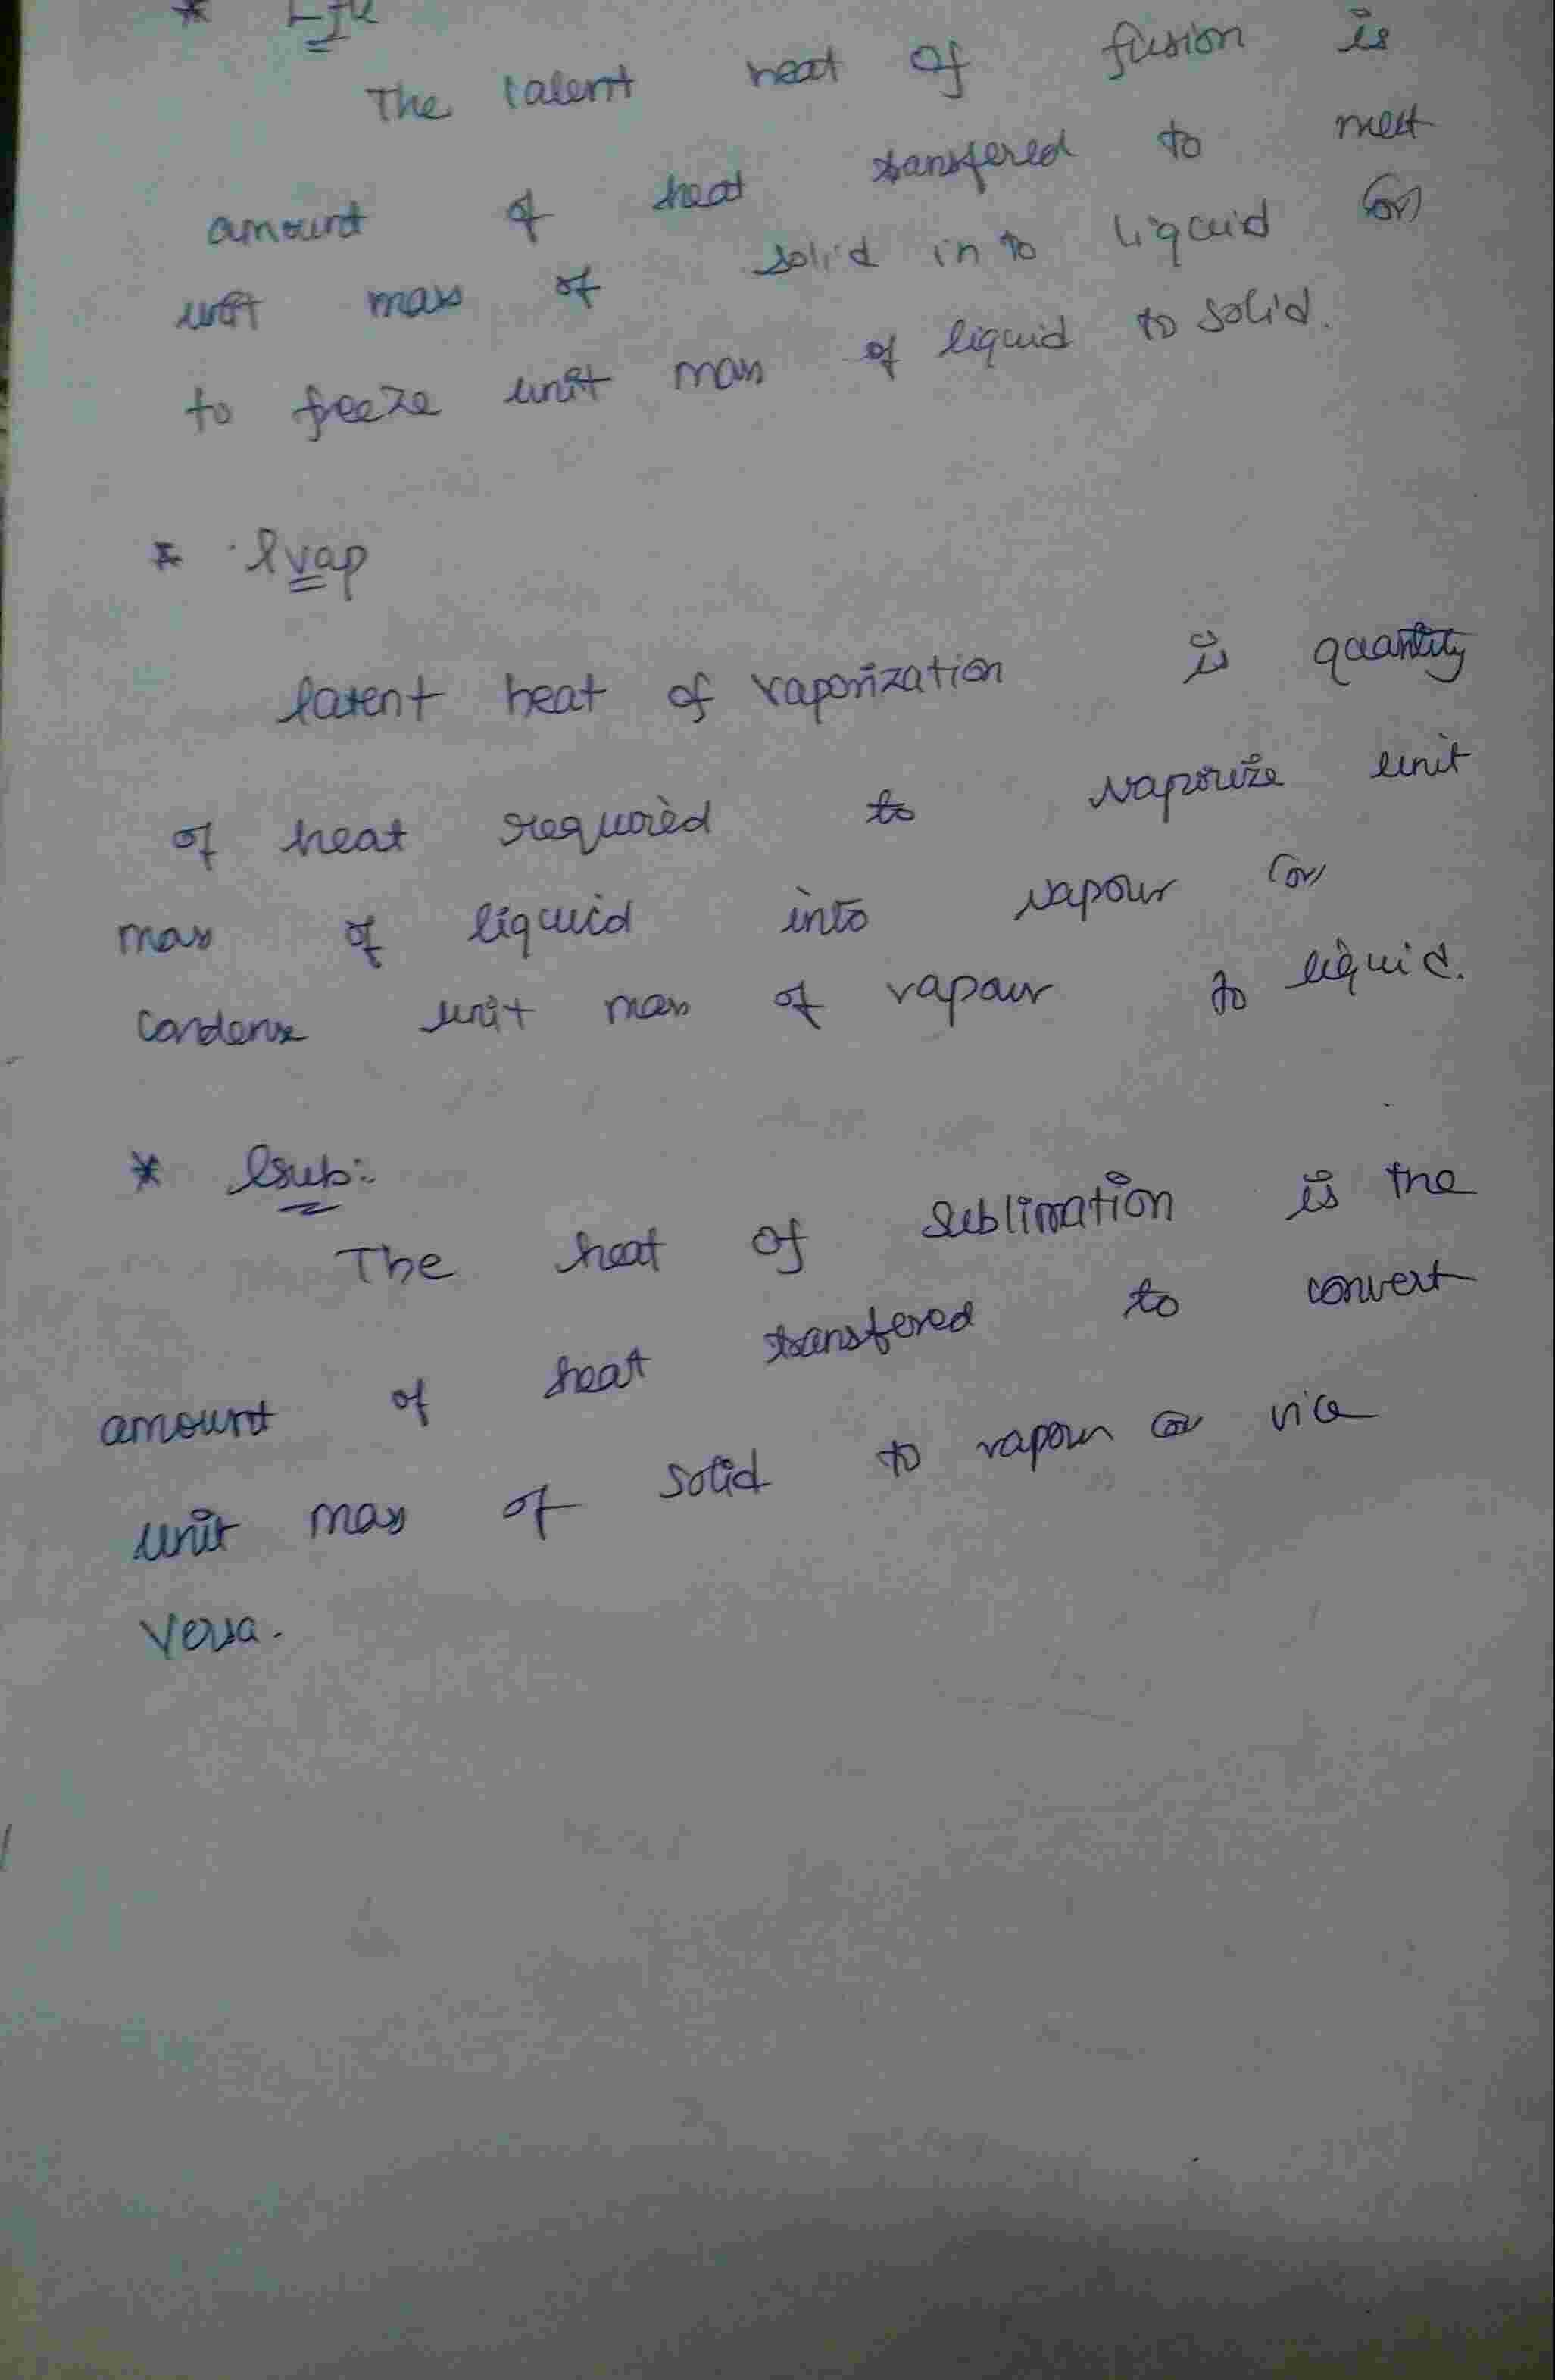 The latent heat of fusion is
amount of heat transfered to melt
unit mass of solid in to liquid (or)
to freeze unit mass of liquid to solid.
* lvap
latent heat of vaporization is quantity
of heat required to vaporize unit
mass of liquid into vapour (or)
condense unit mass of vapour to liquid.
* lsub:
The heat of sublimation is the
amount of heat transfered to convert
unit mass of solid to vapour (or) vice
versa.